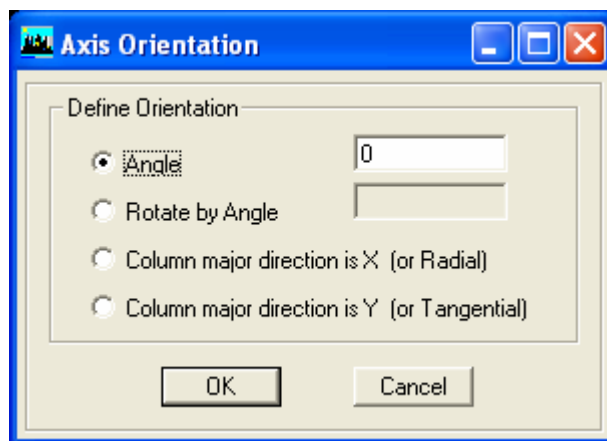 Axis Orientation
Define Orientation
Angle 0
Rotate by Angle
Column major direction is X (or Radial)
Column major direction is Y (or Tangential)
OK Cancel